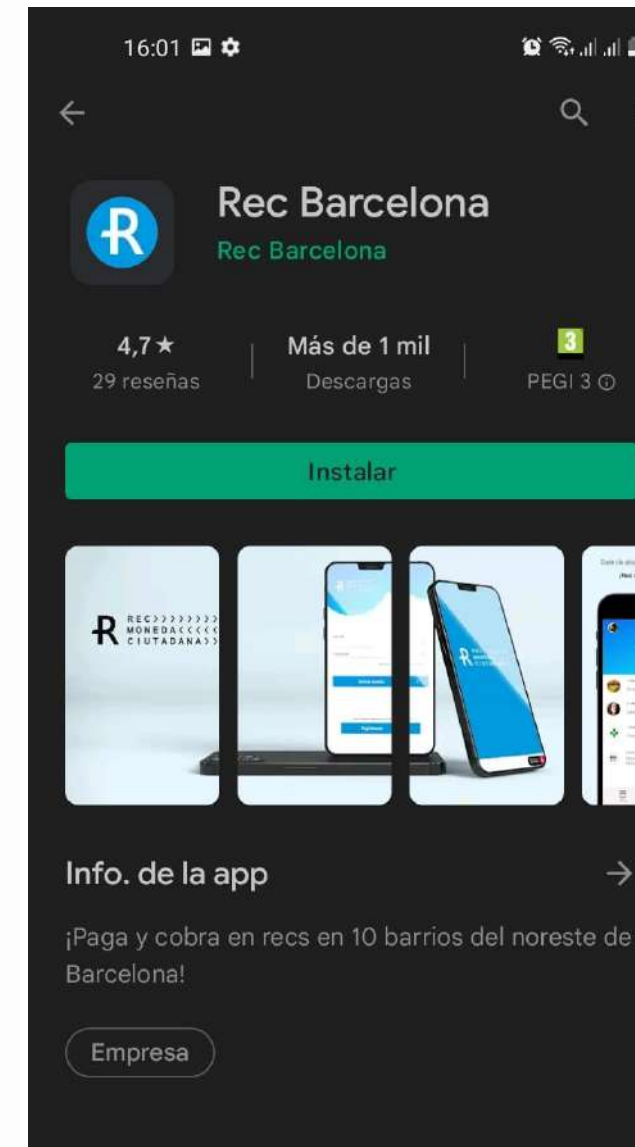 16:01
Rec Barcelona
Rec Barcelona
4,7★
29 reseñas
Más de 1 mil
Descargas
3
PEGI 3
Instalar
R
REC>>>>>>>>>
MONEDA<<<<<
CIUTADANA>>
Info. de la app
¡Paga y cobra en recs en 10 barrios del noreste de
Barcelona!
Empresa